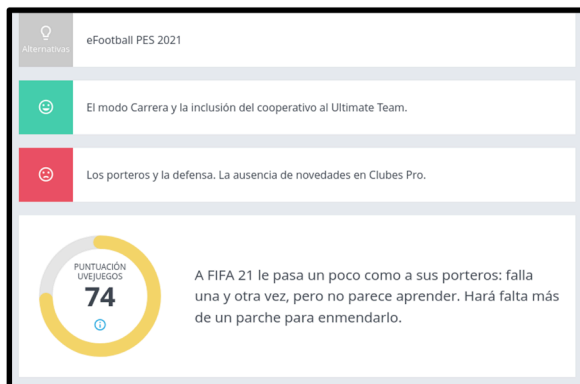 Alternativas
eFootball PES 2021
El modo Carrera y la inclusión del cooperativo al Ultimate Team.
Los porteros y la defensa. La ausencia de novedades en Clubes Pro.
PUNTUACIÓN
UVEJUEGOS
74
A FIFA 21 le pasa un poco como a sus porteros: falla
una y otra vez, pero no parece aprender. Hará falta más
de un parche para enmendarlo.